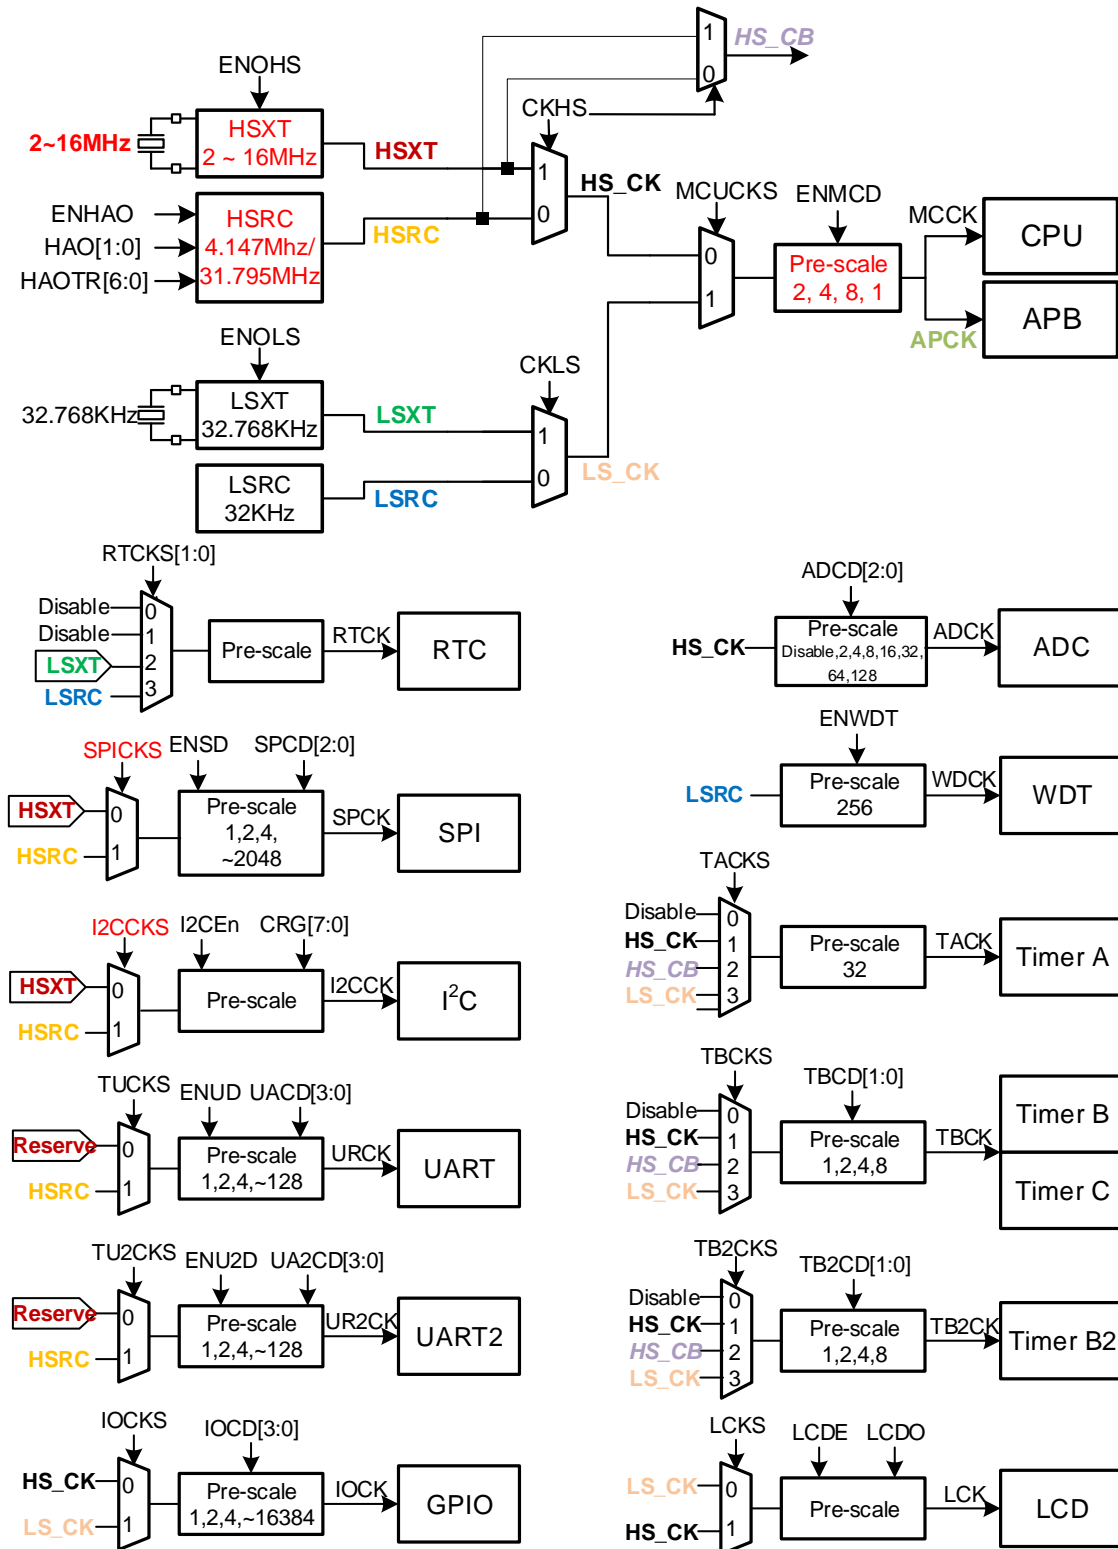 1
HS_CB
0
ENOHS
CKHS
2~16MHz
HSXT
2 ~ 16MHz
HSXT
1
HS_CK
0
ENHAO
HAO[1:0]
HAOTR[6:0]
HSRC
4.147Mhz/
31.795MHz
HSRC
MCUCKS
0
1
ENMCD
Pre-scale
2, 4, 8, 1
MCCK
CPU
APCK
APB
ENOLS
32.768KHz
LSXT
32.768KHz
LSXT
CKLS
1
0
LS_CK
LSRC
32KHz
LSRC
RTCKS[1:0]
Disable
0
Disable
1
LSXT
2
LSRC
3
Pre-scale
RTCK
RTC
ADCD[2:0]
HS_CK
Pre-scale
Disable,2,4,8,16,32,
64,128
ADCK
ADC
SPICKS
ENSD
SPCD[2:0]
HSXT
0
HSRC
1
Pre-scale
1,2,4,
~2048
SPCK
SPI
ENWDT
LSRC
Pre-scale
256
WDCK
WDT
I2CCKS
I2CEn
CRG[7:0]
HSXT
0
HSRC
1
Pre-scale
I2CCK
I²C
TACKS
Disable
0
HS_CK
1
HS_CB
2
LS_CK
3
Pre-scale
32
TACK
Timer A
TUCKS
ENUD
UACD[3:0]
Reserve
0
HSRC
1
Pre-scale
1,2,4,~128
URCK
UART
TBCKS
TBCD[1:0]
Disable
0
HS_CK
1
HS_CB
2
LS_CK
3
Pre-scale
1,2,4,8
TBCK
Timer B
Timer C
TU2CKS
ENU2D
UA2CD[3:0]
Reserve
0
HSRC
1
Pre-scale
1,2,4,~128
UR2CK
UART2
TB2CKS
TB2CD[1:0]
Disable
0
HS_CK
1
HS_CB
2
LS_CK
3
Pre-scale
1,2,4,8
TB2CK
Timer B2
IOCKS
IOCD[3:0]
HS_CK
0
LS_CK
1
Pre-scale
1,2,4,~16384
IOCK
GPIO
LCKS
LCDE
LCDO
LS_CK
0
HS_CK
1
Pre-scale
LCK
LCD